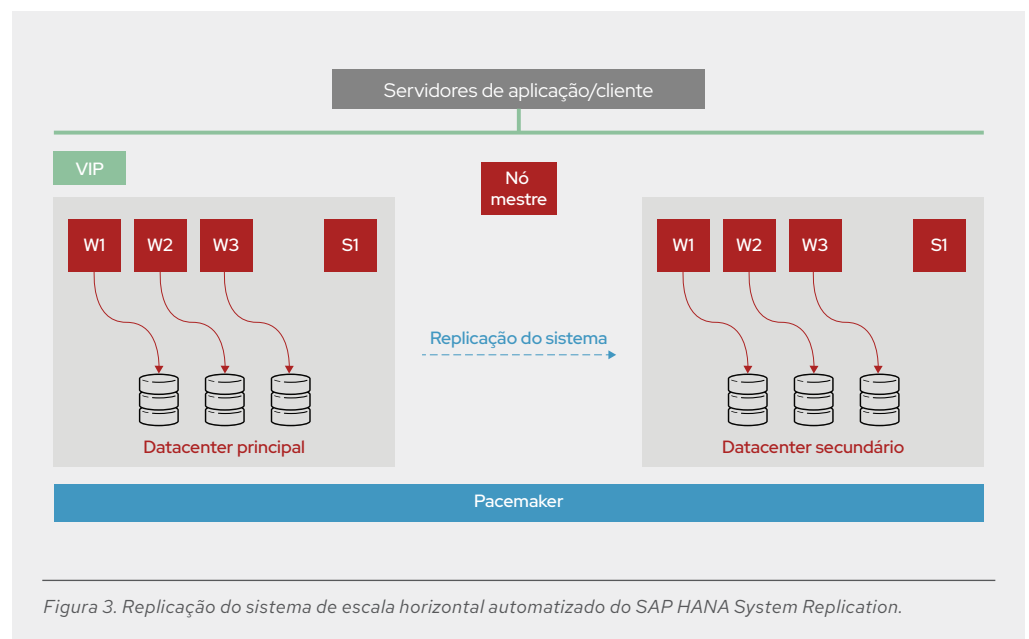 Servidores de aplicação/cliente
VIP
Nó
mestre
W1 W2 W3 S1
W1 W2 W3 S1
Replicação do sistema
Datacenter principal
Datacenter secundário
Pacemaker
Figura 3. Replicação do sistema de escala horizontal automatizado do SAP HANA System Replication.